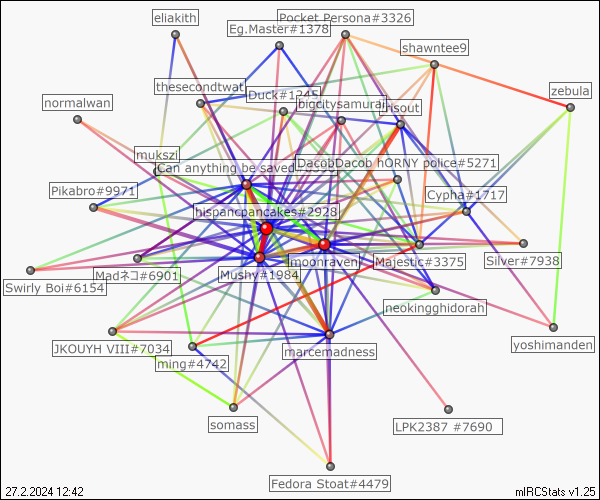 eliakith
Pocket Persona#3326
Eg.Master#1378
shawntee9
thesecondtwat
Duck#1245
zebula
normalwan
bigcitysamurai
risout
mukszi
Can anything be saved
DacobDacob hORNY police#5271
Pikabro#9971
Cypha#1717
hispancpancakes#2928
moonravenj
Majestic#3375
Silver#7938
Madネコ#6901
Mushy#1984
Swirly Boi#6154
neokingghidorah
JKOUYH VIII#7034
marcemadness
yoshimanden
ming#4742
somass
LPK2387 #7690
Fedora Stoat#4479
27.2.2024 12:42
mIRCStats v1.25